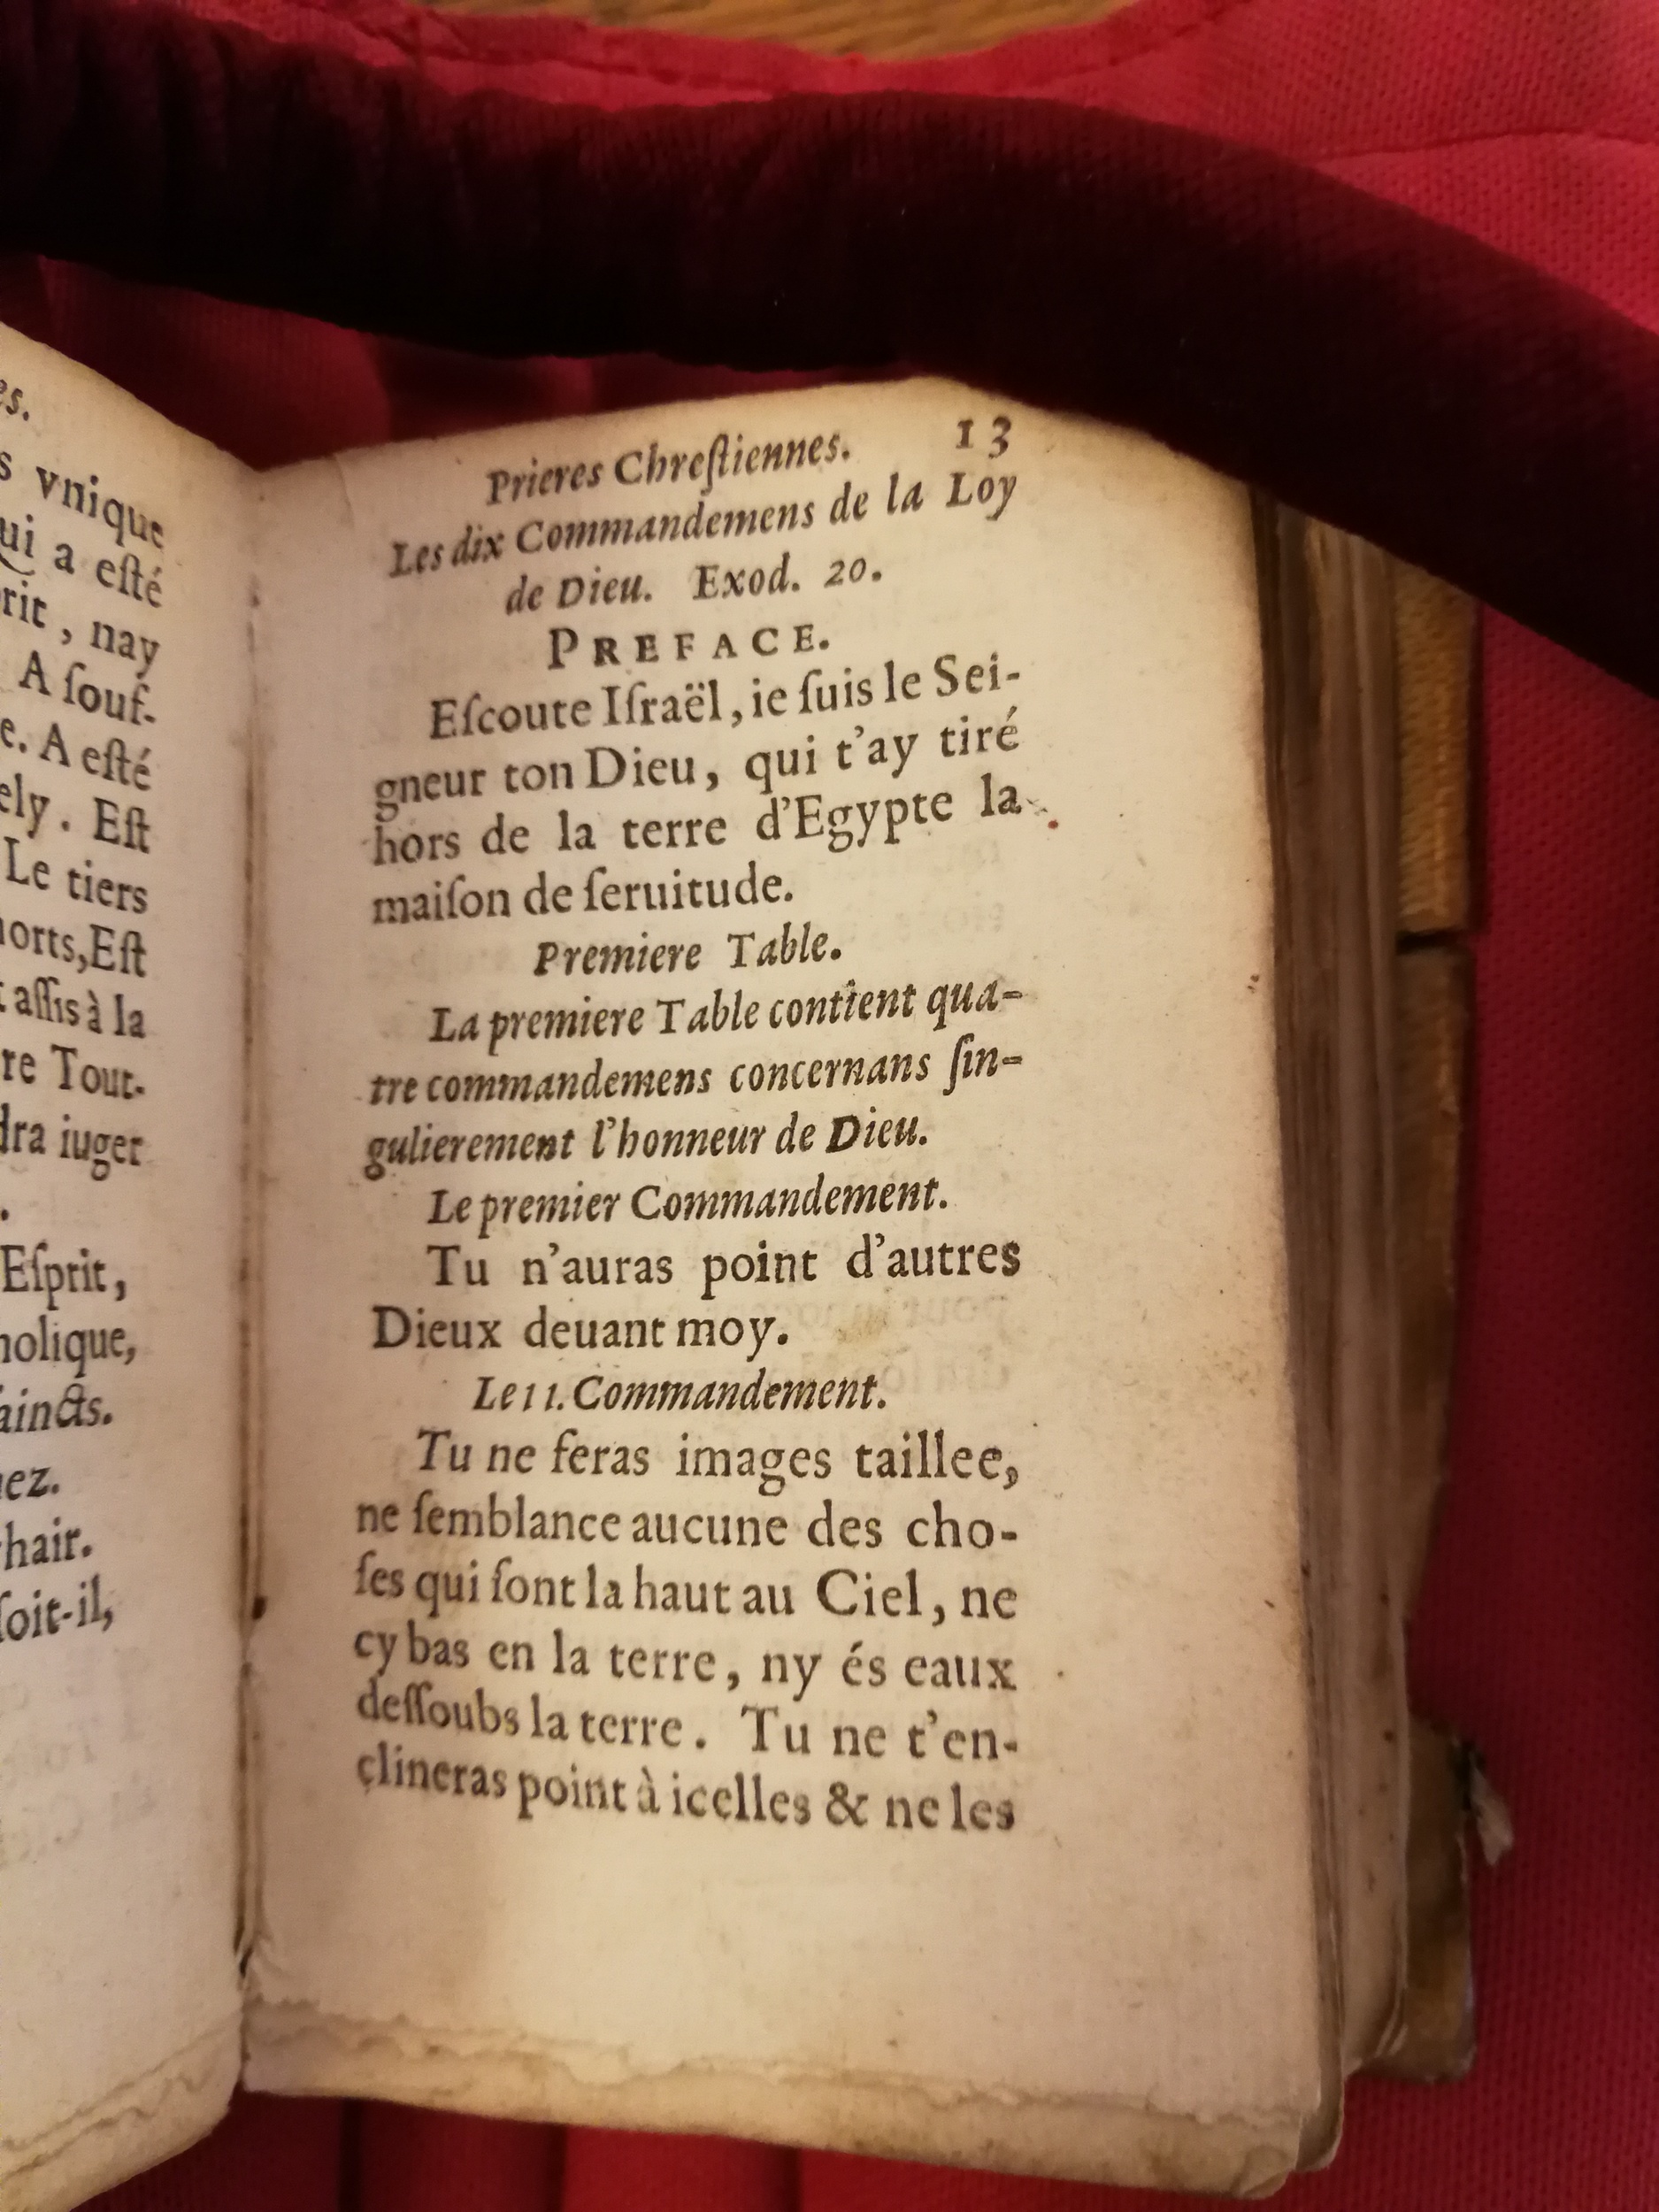 es.
s vnique
ui a eſté
rit, nay
A ſouf-
e. A eſté
ely. Eſt
Le tiers
orts, Eſt
aſſis à la
re Tout-
dra iuger
.
Eſprit,
holique,
aincts.
ez.
hair.
ſoit-il,
Prieres Chreſtiennes. 13
Les dix Commandemens de la Loy
de Dieu. Exod. 20.
PREFACE.
Eſcoute Iſraël, ie ſuis le Sei-
gneur ton Dieu, qui t'ay tiré
hors de la terre d'Egypte la
maiſon de ſeruitude.
Premiere Table.
La premiere Table contient qua-
tre commandemens concernans ſin-
gulierement l'honneur de Dieu.
Le premier Commandement.
Tu n'auras point d'autres
Dieux deuant moy.
Le 11. Commandement.
Tu ne feras images taillee,
ne ſemblance aucune des cho-
ſes qui ſont la haut au Ciel, ne
cy bas en la terre, ny és eaux
deſſoubs la terre. Tu ne t'en-
clineras point à icelles & ne les